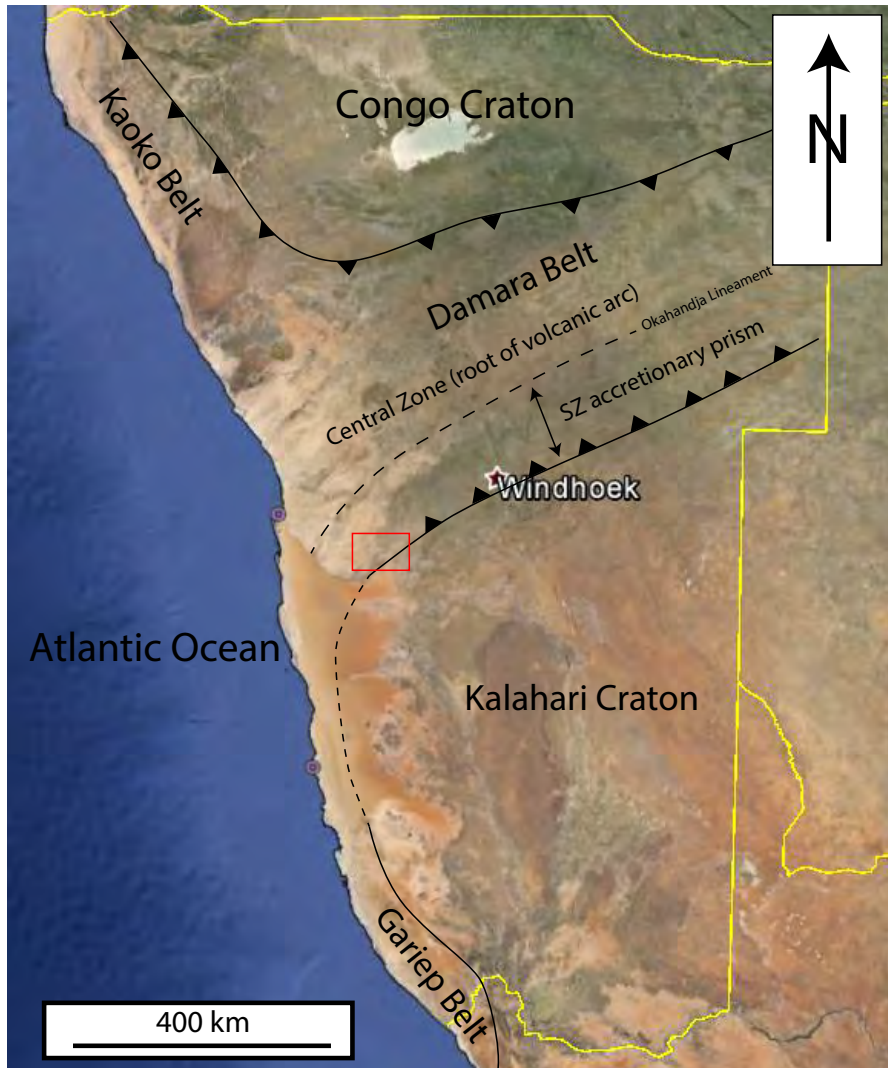 N
Congo Craton
Kaoko Belt
Damara Belt
Okahandja Lineament
Central Zone (root of volcanic arc)
SZ accretionary prism
Windhoek
Atlantic Ocean
Kalahari Craton
Gariep Belt
400 km